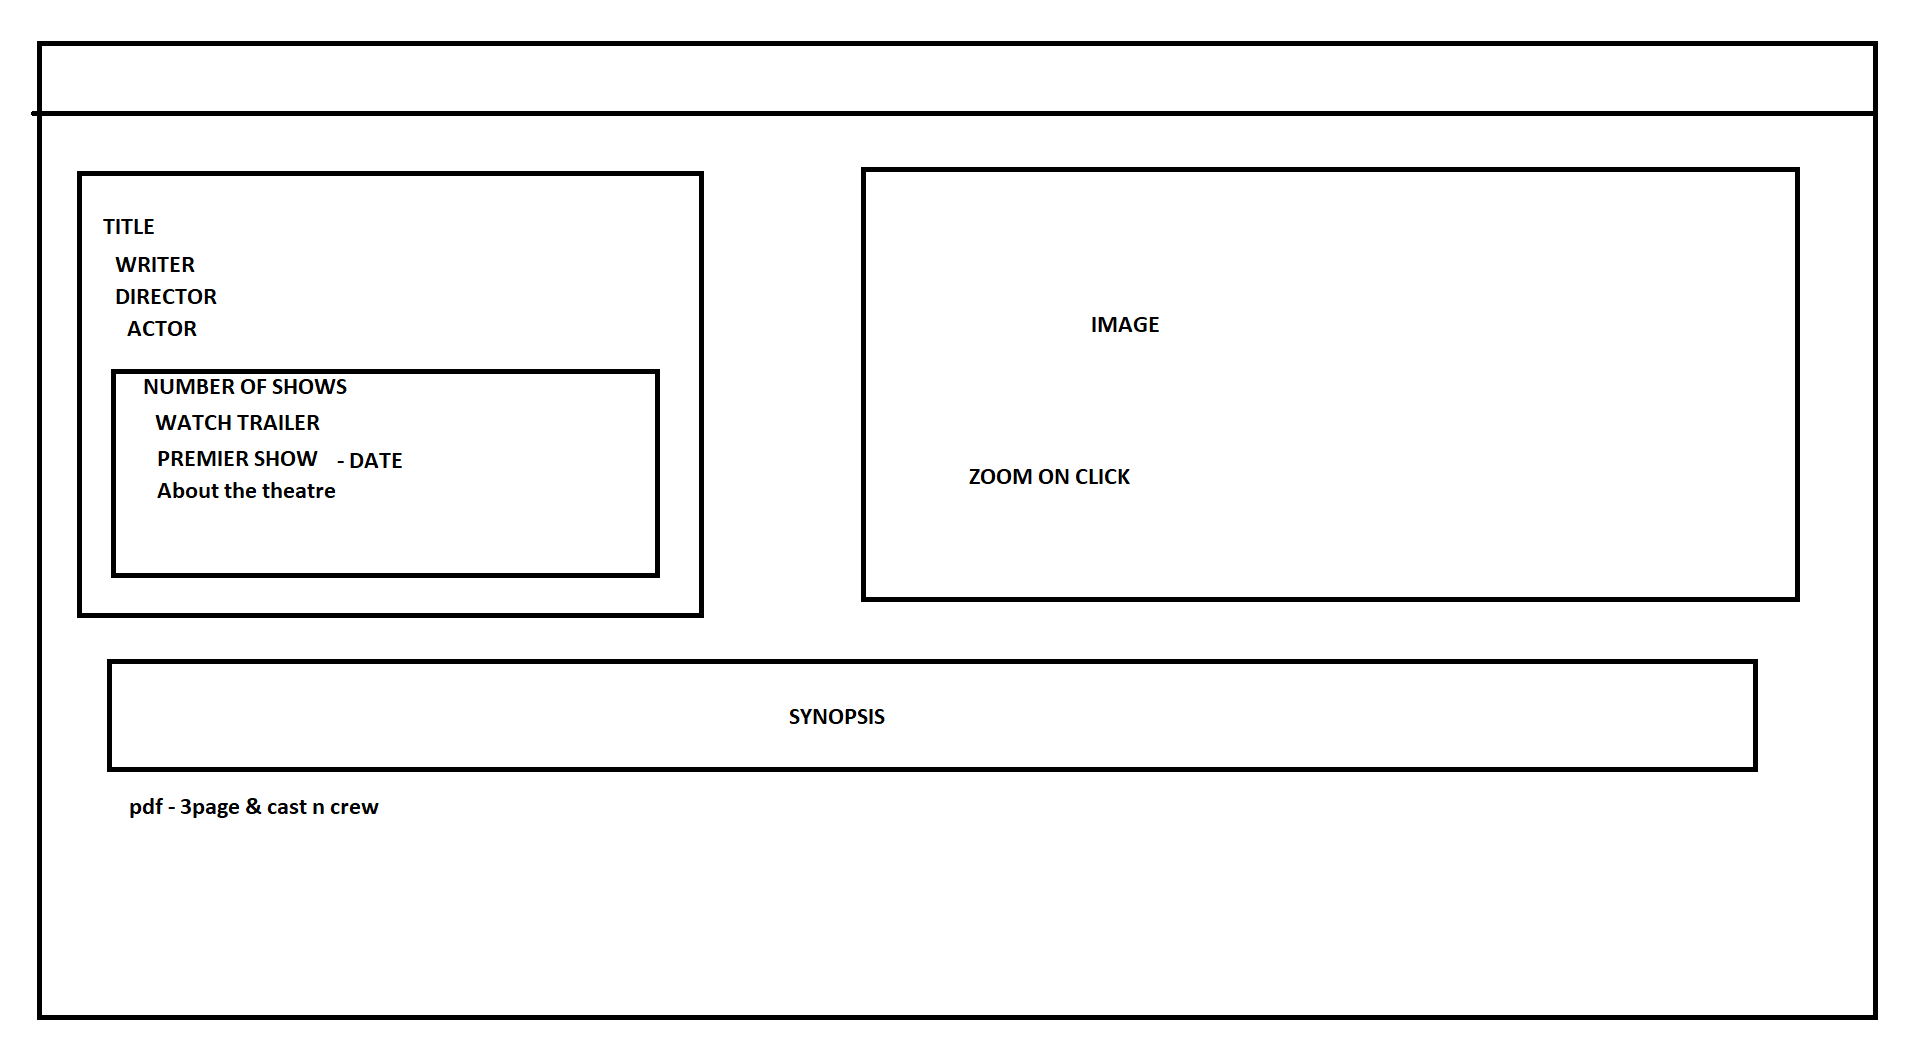 TITLE
WRITER
DIRECTOR
ACTOR
NUMBER OF SHOWS
WATCH TRAILER
PREMIER SHOW - DATE
About the theatre
IMAGE
ZOOM ON CLICK
SYNOPSIS
pdf - 3page & cast n crew